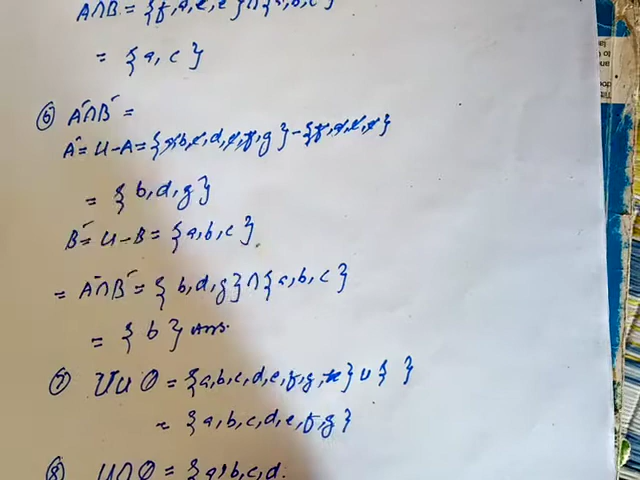 A∩B = {f,a,c,e}∩{a,b,c}
= {a, c}
⑥ A′∩B′ =
A′= U-A = {a,b,c,d,e,f,g} - {f,a,c,e}
= {b,d,g}
B′= U-B = {a,b,c}
= A′∩B′ = {b,d,g}∩{a,b,c}
= {b} Ans.
⑦ U∪Ø = {a,b,c,d,e,f,g} ∪ { }
= {a,b,c,d,e,f,g}
⑧ U∩Ø = {a,b,c,d.